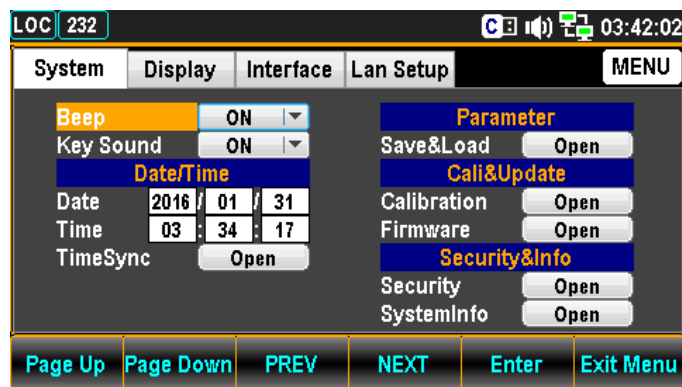 LOC 232 C 03:42:02
System Display Interface Lan Setup MENU
Beep ON
Key Sound ON
Date/Time
Date 2016 / 01 / 31
Time 03 : 34 : 17
TimeSync Open
Parameter
Save&Load Open
Cali&Update
Calibration Open
Firmware Open
Security&Info
Security Open
SystemInfo Open
Page Up Page Down PREV NEXT Enter Exit Menu